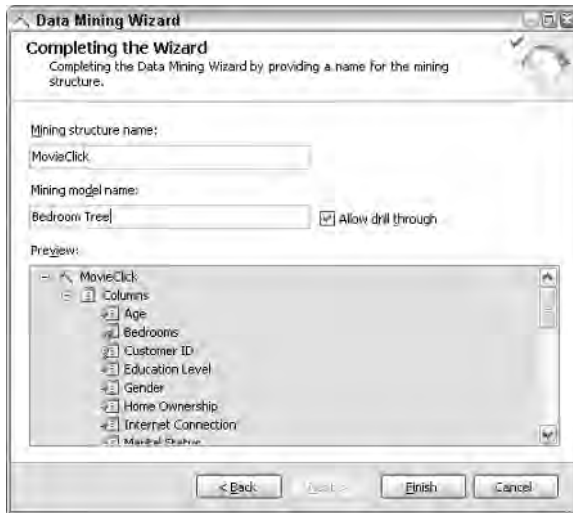 Data Mining Wizard
Completing the Wizard
Completing the Data Mining Wizard by providing a name for the mining
structure.
Mining structure name:
MovieClick
Mining model name:
Bedroom Tree
Allow drill through
Preview:
MovieClick
Columns
Age
Bedrooms
Customer ID
Education Level
Gender
Home Ownership
Internet Connection
Marital Status
< Back Next > Finish Cancel